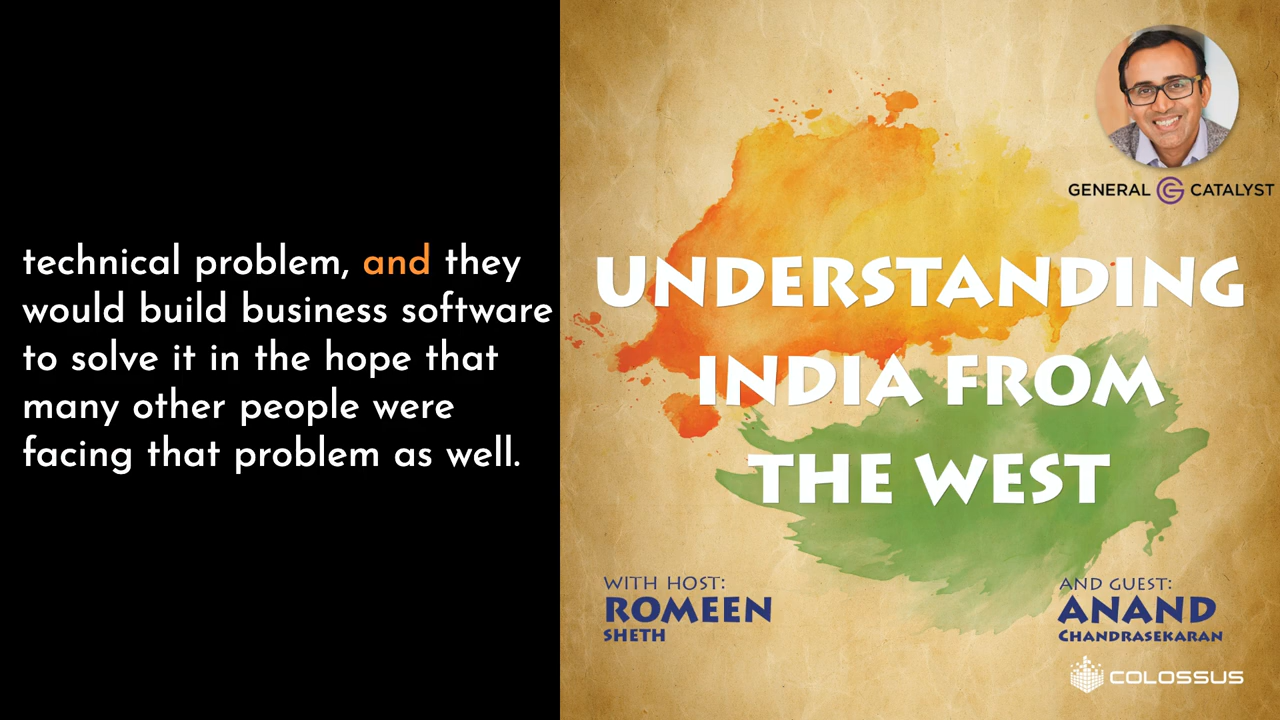 technical problem, and they
would build business software
to solve it in the hope that
many other people were
facing that problem as well.
GENERAL CATALYST
UNDERSTANDING
INDIA FROM
THE WEST
WITH HOST:
ROMEEN
SHETH
AND GUEST:
ANAND
CHANDRASEKARAN
COLOSSUS